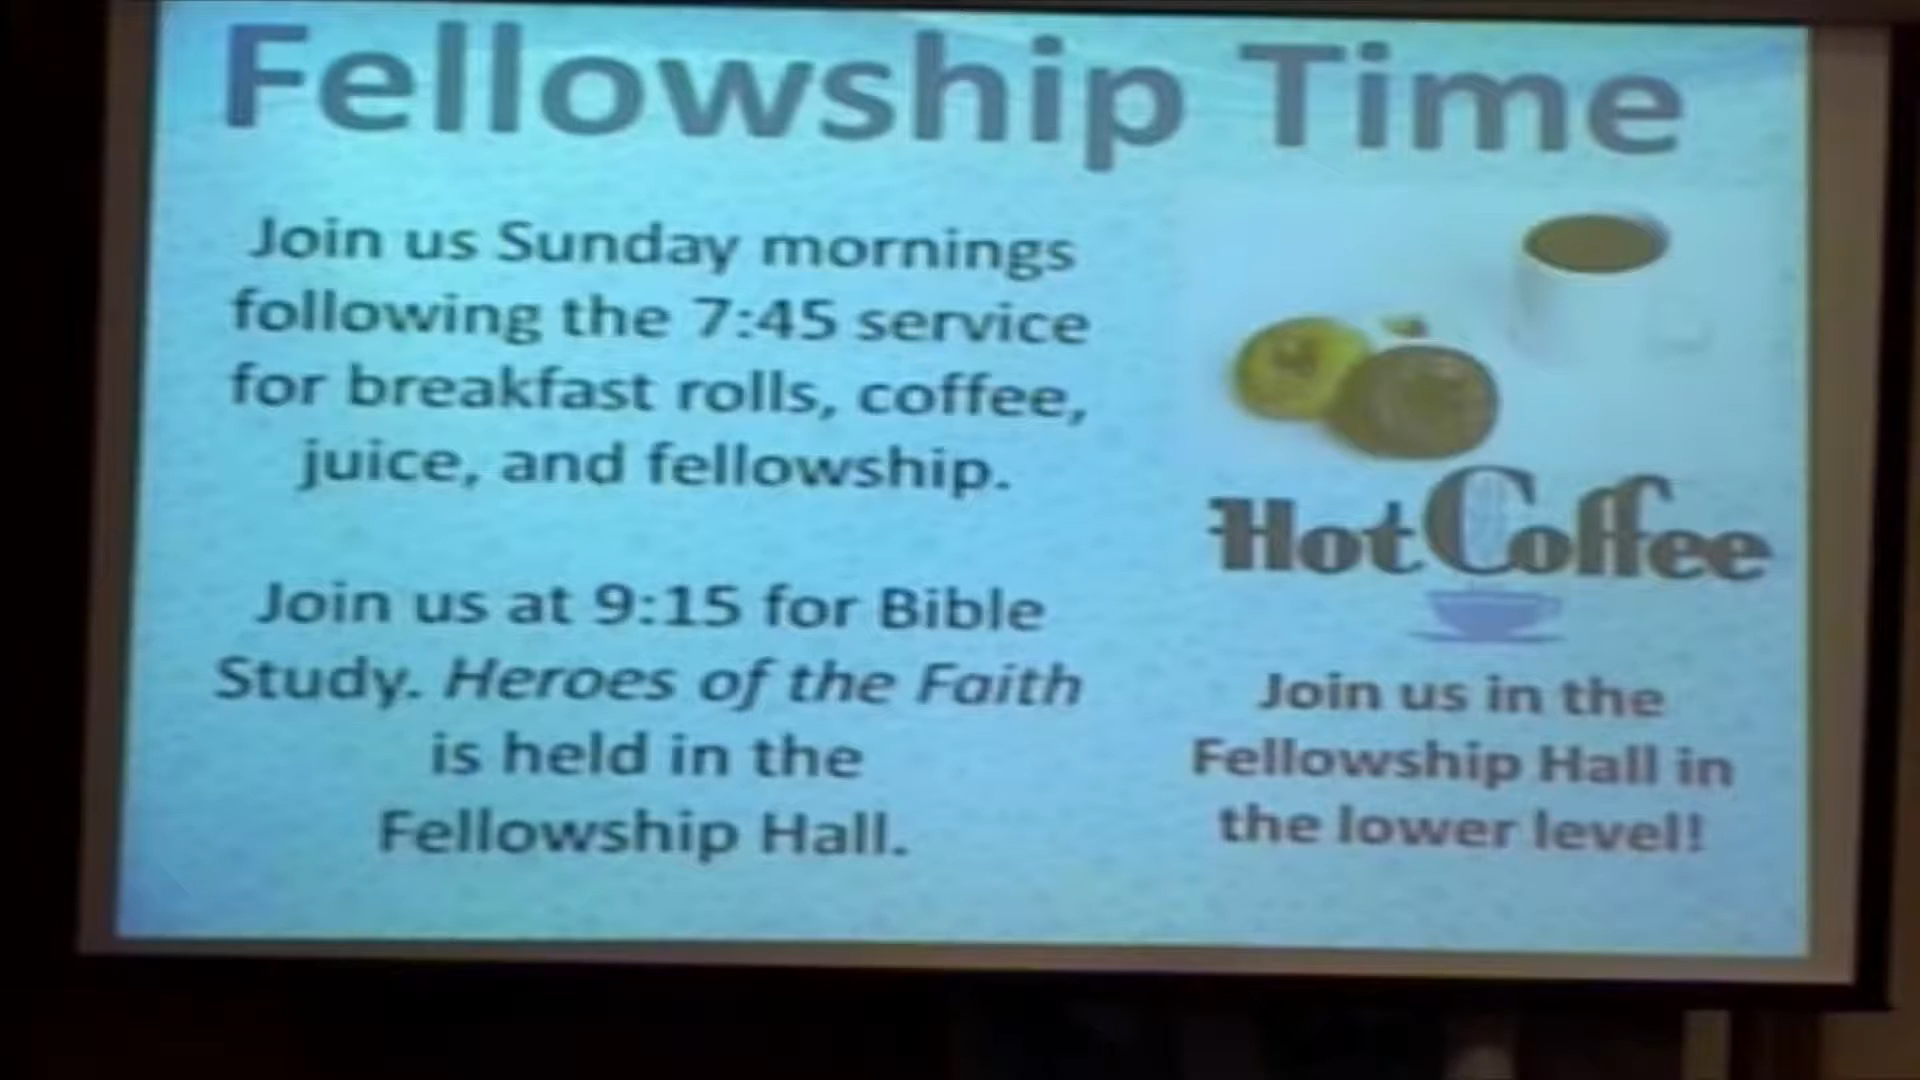 Fellowship Time
Join us Sunday mornings
following the 7:45 service
for breakfast rolls, coffee,
juice, and fellowship.
Join us at 9:15 for Bible
Study. Heroes of the Faith
is held in the
Fellowship Hall.
Hot Coffee
Join us in the
Fellowship Hall in
the lower level!